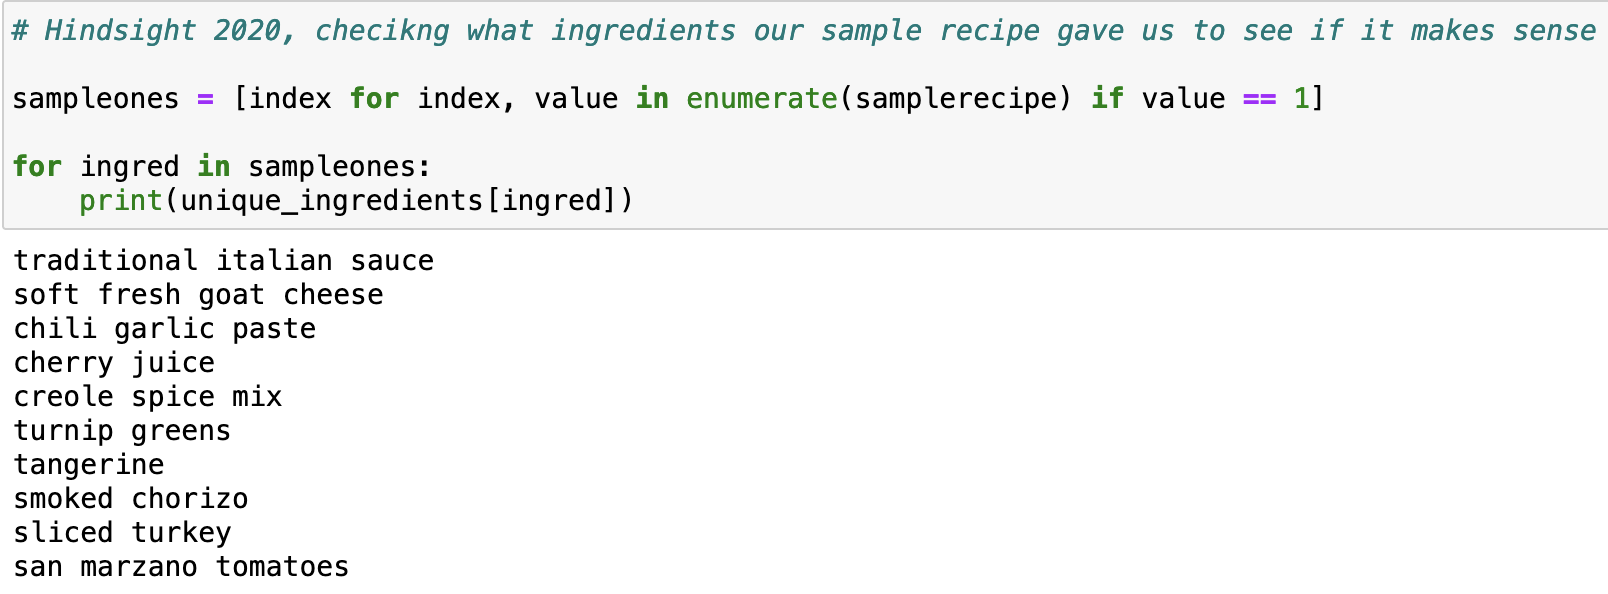 # Hindsight 2020, checikng what ingredients our sample recipe gave us to see if it makes sense
sampleones = [index for index, value in enumerate(samplerecipe) if value == 1]
for ingred in sampleones:
    print(unique_ingredients[ingred])
traditional italian sauce
soft fresh goat cheese
chili garlic paste
cherry juice
creole spice mix
turnip greens
tangerine
smoked chorizo
sliced turkey
san marzano tomatoes